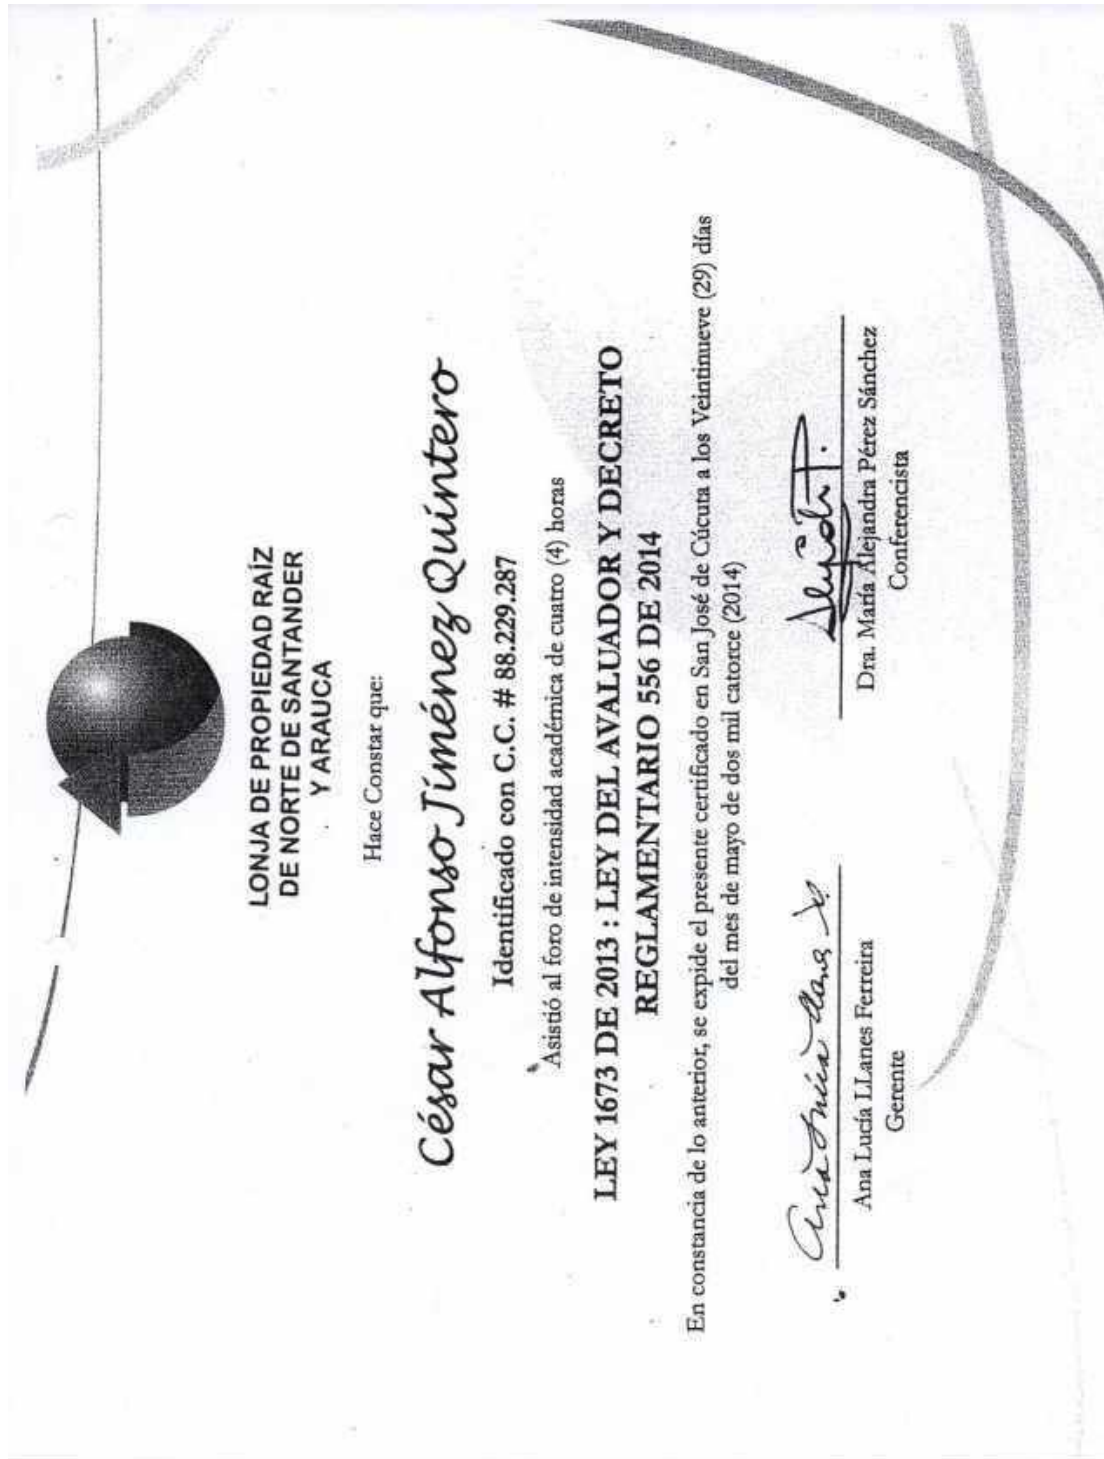 LONJA DE PROPIEDAD RAÍZ
DE NORTE DE SANTANDER
Y ARAUCA
Hace Constar que:
César Alfonso Jiménez Quintero
Identificado con C.C. # 88.229.287
Asistió al foro de intensidad académica de cuatro (4) horas
LEY 1673 DE 2013 : LEY DEL AVALUADOR Y DECRETO
REGLAMENTARIO 556 DE 2014
En constancia de lo anterior, se expide el presente certificado en San José de Cúcuta a los Veintinueve (29) días
del mes de mayo de dos mil catorce (2014)
Ana Lucía LLanes Ferreira
Gerente
Dra. María Alejandra Pérez Sánchez
Conferencista